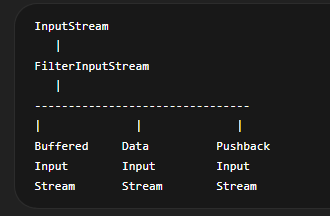 InputStream
|
FilterInputStream
|
--------------------------------
| | |
Buffered Data Pushback
Input Input Input
Stream Stream Stream